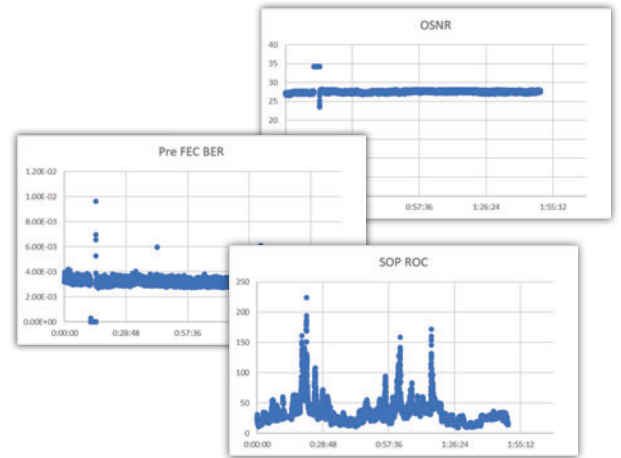 OSNR
40
35
30
25
20
0:57:36
1:26:24
1:55:12
Pre FEC BER
1.20E-02
1.00E-02
8.00E-03
6.00E-03
4.00E-03
2.00E-03
0.00E+00
0:00:00
0:28:48
0:57:36
SOP ROC
250
200
150
100
50
0
0:00:00
0:28:48
0:57:36
1:26:24
1:55:12